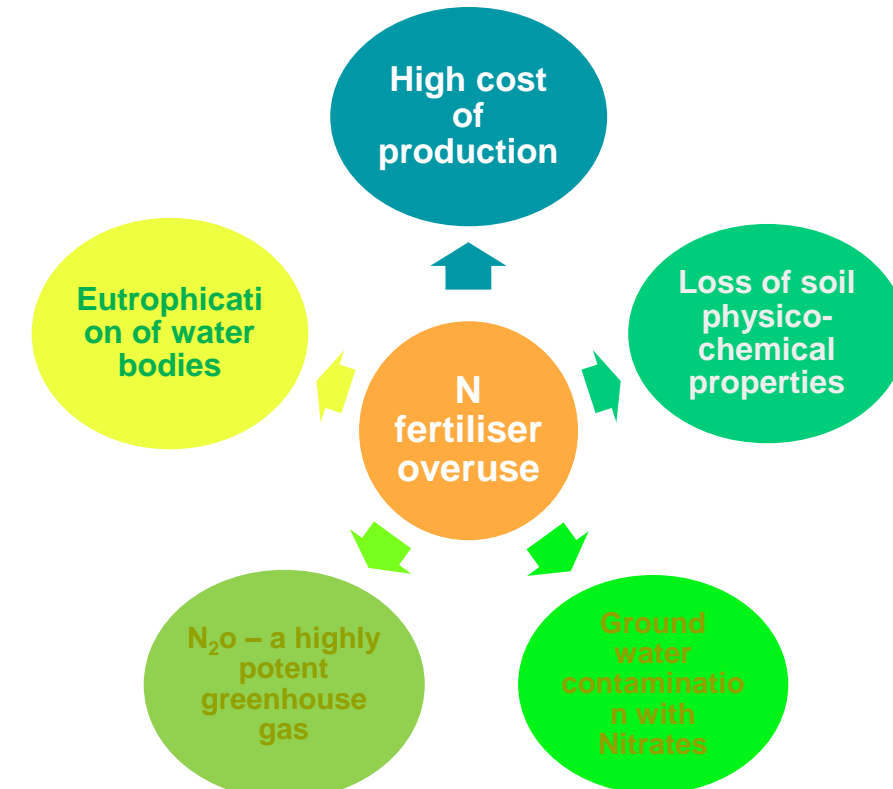 High cost
of
production
Eutrophicati
on of water
bodies
Loss of soil
physico-
chemical
properties
N
fertiliser
overuse
N₂o – a highly
potent
greenhouse
gas
Ground
water
contaminatio
n with
Nitrates